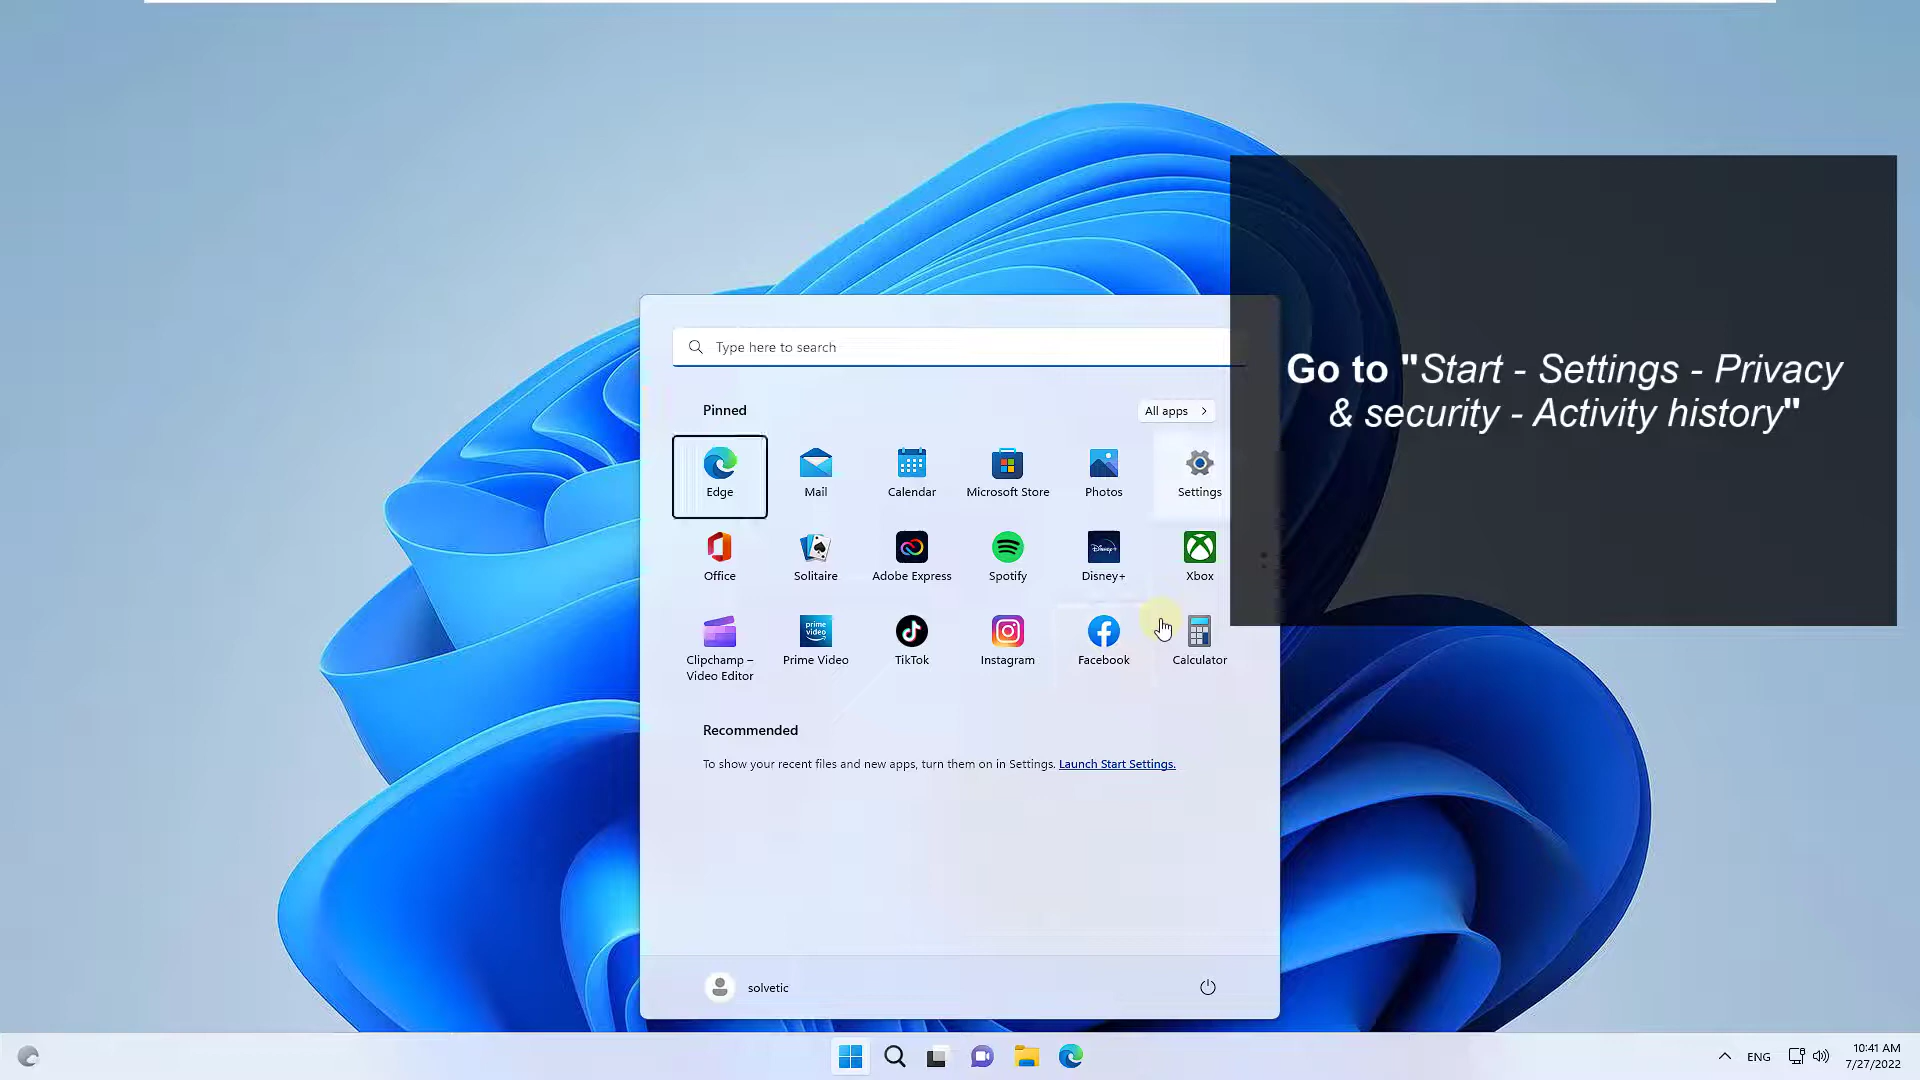 Go to "Start - Settings - Privacy
& security - Activity history"
Type here to search
Pinned
All apps
Edge
Mail
Calendar
Microsoft Store
Photos
Settings
Office
Solitaire
Adobe Express
Spotify
Disney+
Disney+
Xbox
prime
video
Clipchamp –
Video Editor
Prime Video
TikTok
Instagram
Facebook
Calculator
Recommended
To show your recent files and new apps, turn them on in Settings. Launch Start Settings.
solvetic
ENG
10:41 AM
7/27/2022